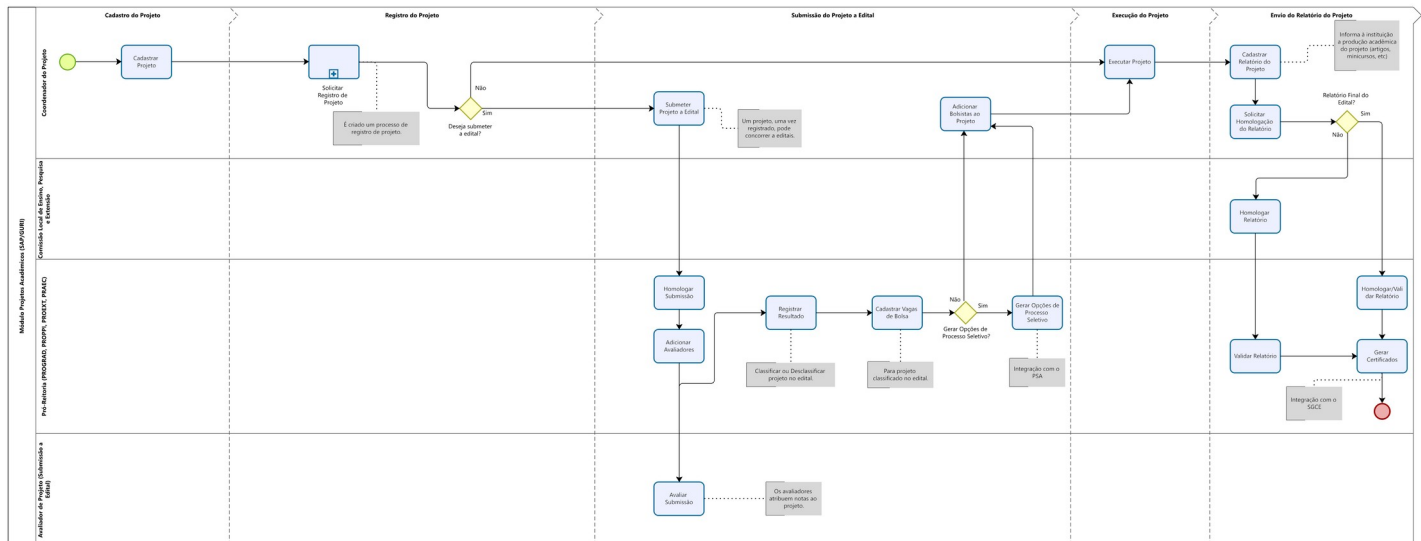 Módulo Projetos Acadêmicos (SAP/GURI)
Cadastro do Projeto
Registro do Projeto
Submissão do Projeto a Edital
Execução do Projeto
Envio do Relatório do Projeto
Coordenador do Projeto
Cadastrar
Projeto
Solicitar
Registro de
Projeto
É criado um processo de
registro de projeto.
Não
Sim
Deseja submeter
a edital?
Submeter
Projeto a Edital
Um projeto, uma vez
registrado, pode
concorrer a editais.
Adicionar
Bolsistas ao
Projeto
Executar Projeto
Cadastrar
Relatório do
Projeto
Informa à instituição
a produção acadêmica
do projeto (artigos,
minicursos, etc).
Solicitar
Homologação
do Relatório
Relatório Final do
Edital?
Sim
Não
Comissão Local de Ensino, Pesquisa
e Extensão
Homologar
Relatório
Pró-Reitoria (PROGRAD, PROPPI, PROEXT, PRAEC)
Homologar
Submissão
Adicionar
Avaliadores
Registrar
Resultado
Classificar ou Desclassificar
projeto no edital.
Cadastrar Vagas
de Bolsa
Para projeto
classificado no edital.
Não
Sim
Gerar Opções de
Processo Seletivo?
Gerar Opções de
Processo Seletivo
Integração com o
PSA
Homologar/Vali
dar Relatório
Validar Relatório
Gerar
Certificados
Integração com o
SGCE
Avaliador de Projeto (Submissão a
Edital)
Avaliar
Submissão
Os avaliadores
atribuem notas ao
projeto.